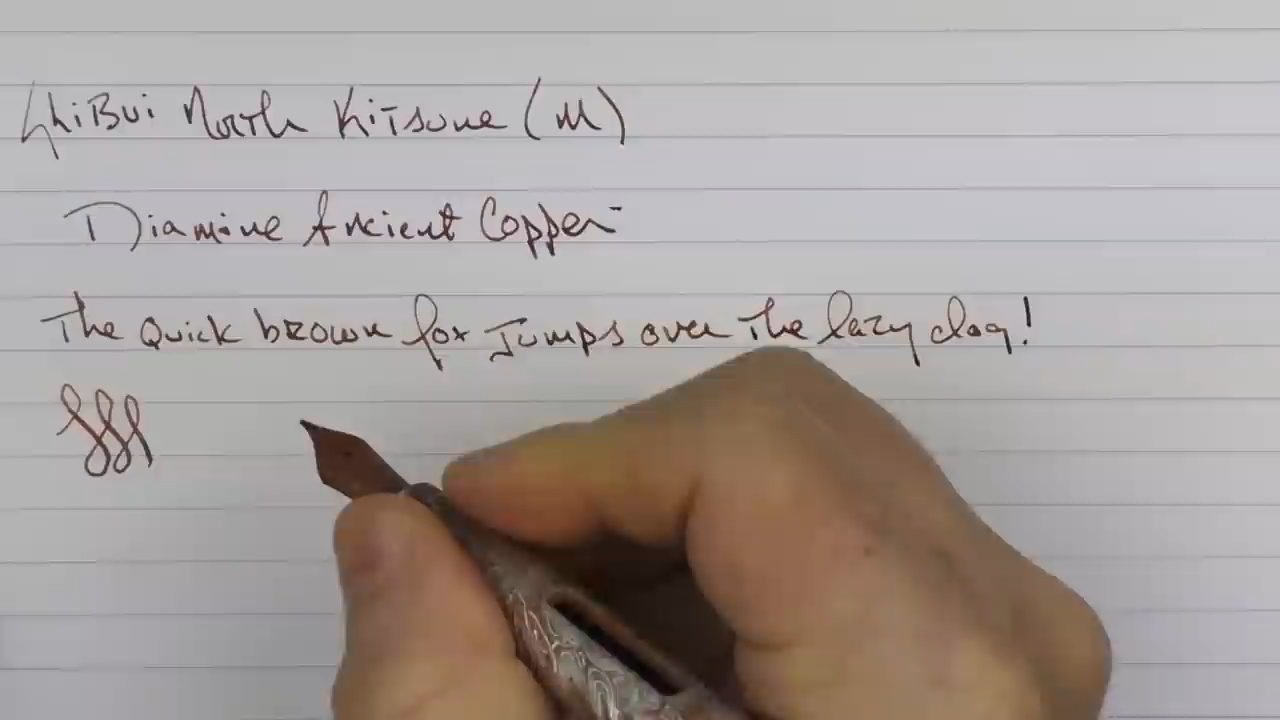 ShiBui North Kitsune (M)
Diamine Ancient Copper
The Quick brown fox Jumps over The lazy dog!